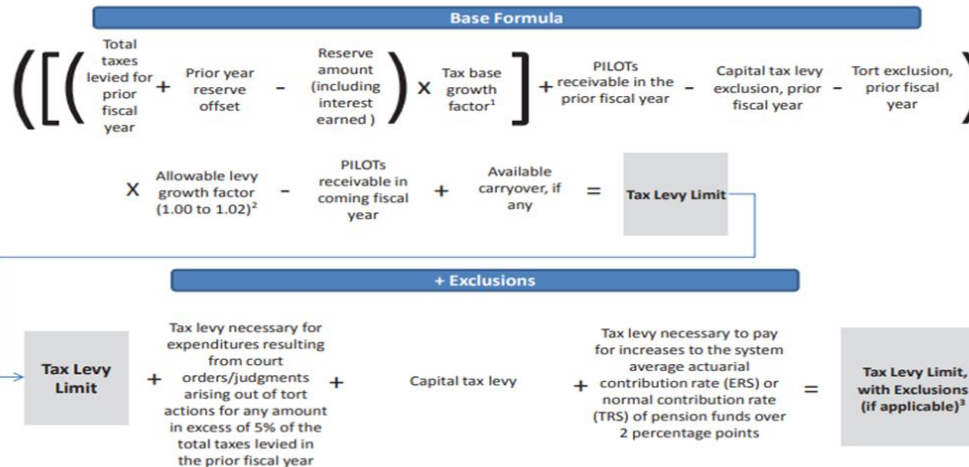 Base Formula
([(
Total
taxes
levied for
prior
fiscal
year
+
Prior year
reserve
offset
-
Reserve
amount
(including
interest
earned )
)
X
Tax base
growth
factor¹
]
+
PILOTs
receivable in the
prior fiscal year
-
Capital tax levy
exclusion, prior
fiscal year
-
Tort exclusion,
prior fiscal
year
)
X
Allowable levy
growth factor
(1.00 to 1.02)²
-
PILOTs
receivable in
coming fiscal
year
+
Available
carryover, if
any
=
Tax Levy Limit
+ Exclusions
Tax Levy
Limit
+
Tax levy necessary for
expenditures resulting
from court
orders/judgments
arising out of tort
actions for any amount
in excess of 5% of the
total taxes levied in
the prior fiscal year
+
Capital tax levy
+
Tax levy necessary to pay
for increases to the system
average actuarial
contribution rate (ERS) or
normal contribution rate
(TRS) of pension funds over
2 percentage points
=
Tax Levy Limit,
with Exclusions
(if applicable)³